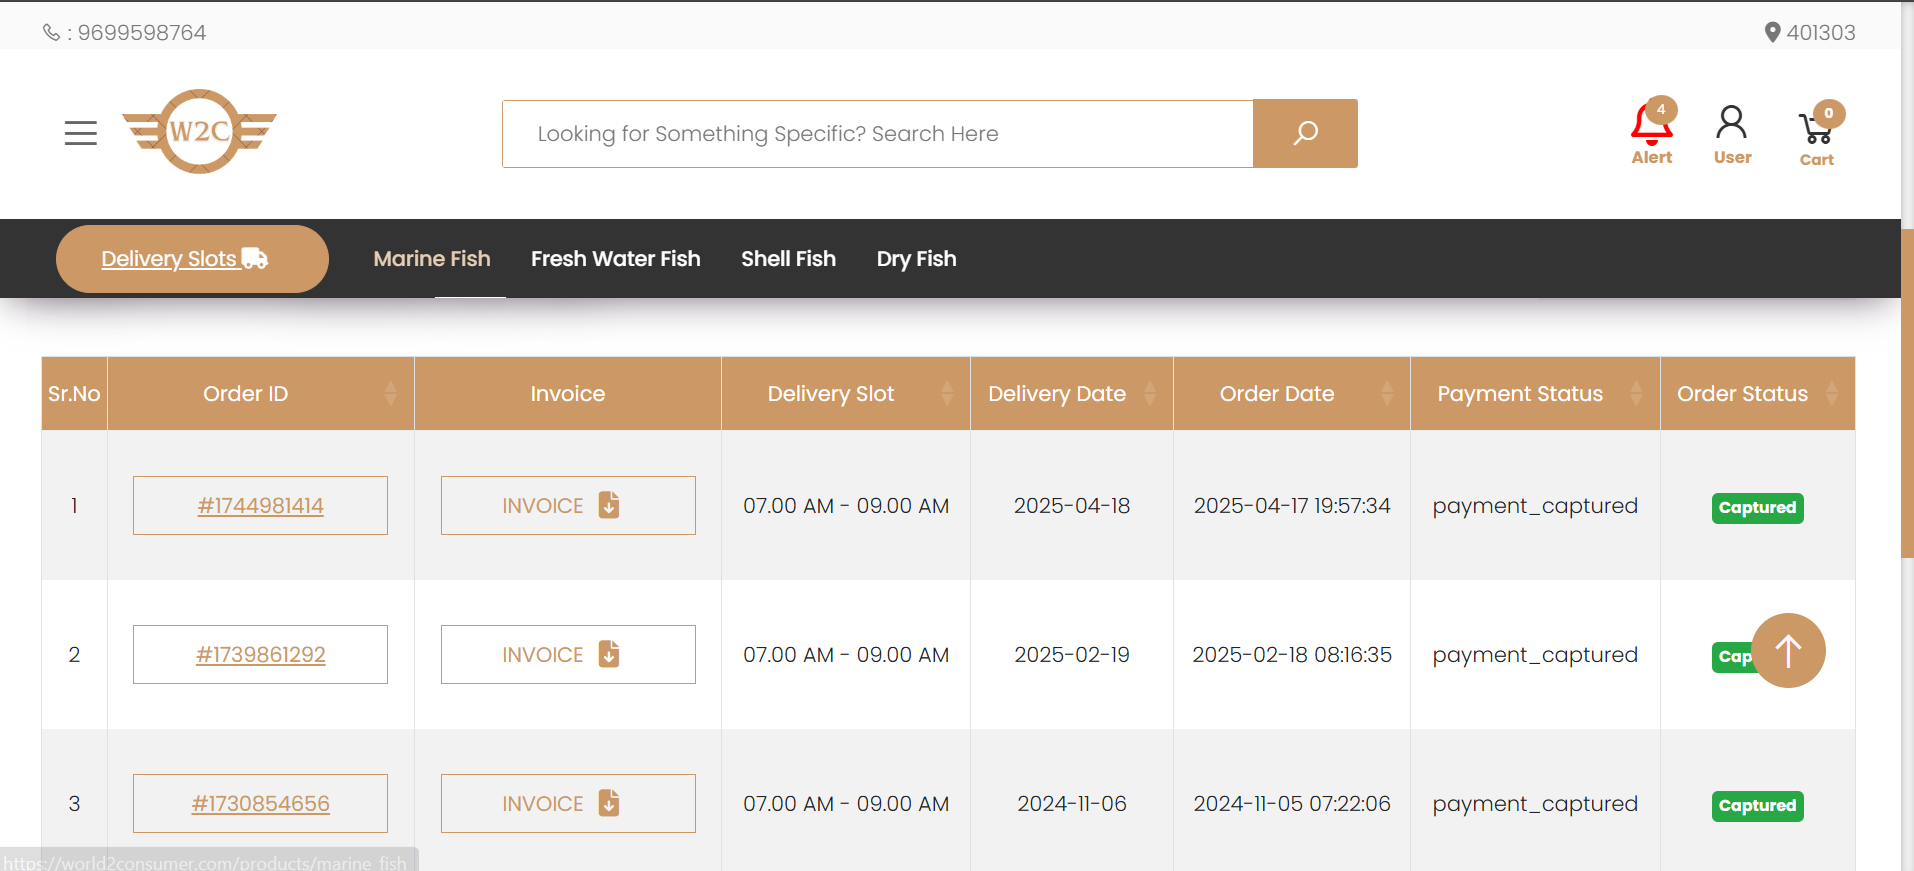 : 9699598764
401303
W2C
Looking for Something Specific? Search Here
4
0
Alert
User
Cart
Delivery Slots
Marine Fish
Fresh Water Fish
Shell Fish
Dry Fish
Sr.No Order ID Invoice Delivery Slot Delivery Date Order Date Payment Status Order Status
1 #1744981414 INVOICE 07.00 AM - 09.00 AM 2025-04-18 2025-04-17 19:57:34 payment_captured Captured
2 #1739861292 INVOICE 07.00 AM - 09.00 AM 2025-02-19 2025-02-18 08:16:35 payment_captured Cap
3 #1730854656 INVOICE 07.00 AM - 09.00 AM 2024-11-06 2024-11-05 07:22:06 payment_captured Captured
https://world2consumer.com/products/marine_fish